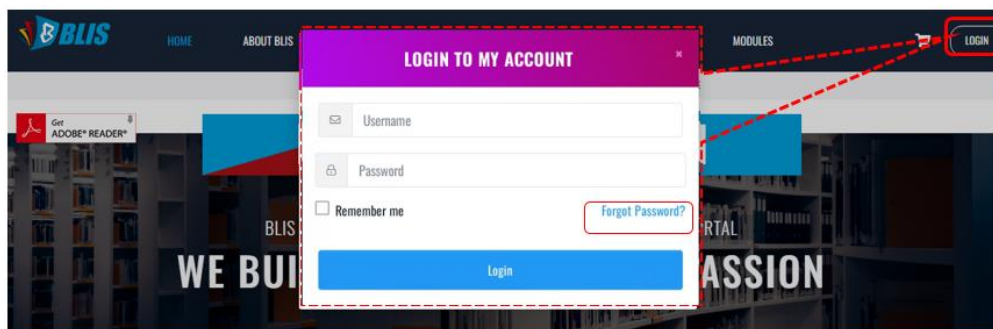 BLIS
HOME
ABOUT BLIS
MODULES
LOGIN
LOGIN TO MY ACCOUNT
×
Get
ADOBE® READER®
Username
Password
Remember me
Forgot Password?
BLIS
RTAL
Login
WE BUI
ASSION